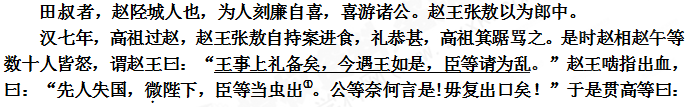 田叔者，赵陉城人也，为人刻廉自喜，喜游诸公。赵王张敖以为郎中。
汉七年，高祖过赵，赵王张敖自持案进食，礼恭甚，高祖箕踞骂之。是时赵相赵午等
数十人皆怒，谓赵王曰：“王事上礼备矣，今遇王如是，臣等请为乱。”赵王啮指出血，
曰：“先人失国，微陛下，臣等当虫出①。公等奈何言是!毋复出口矣！”于是贯高等曰：